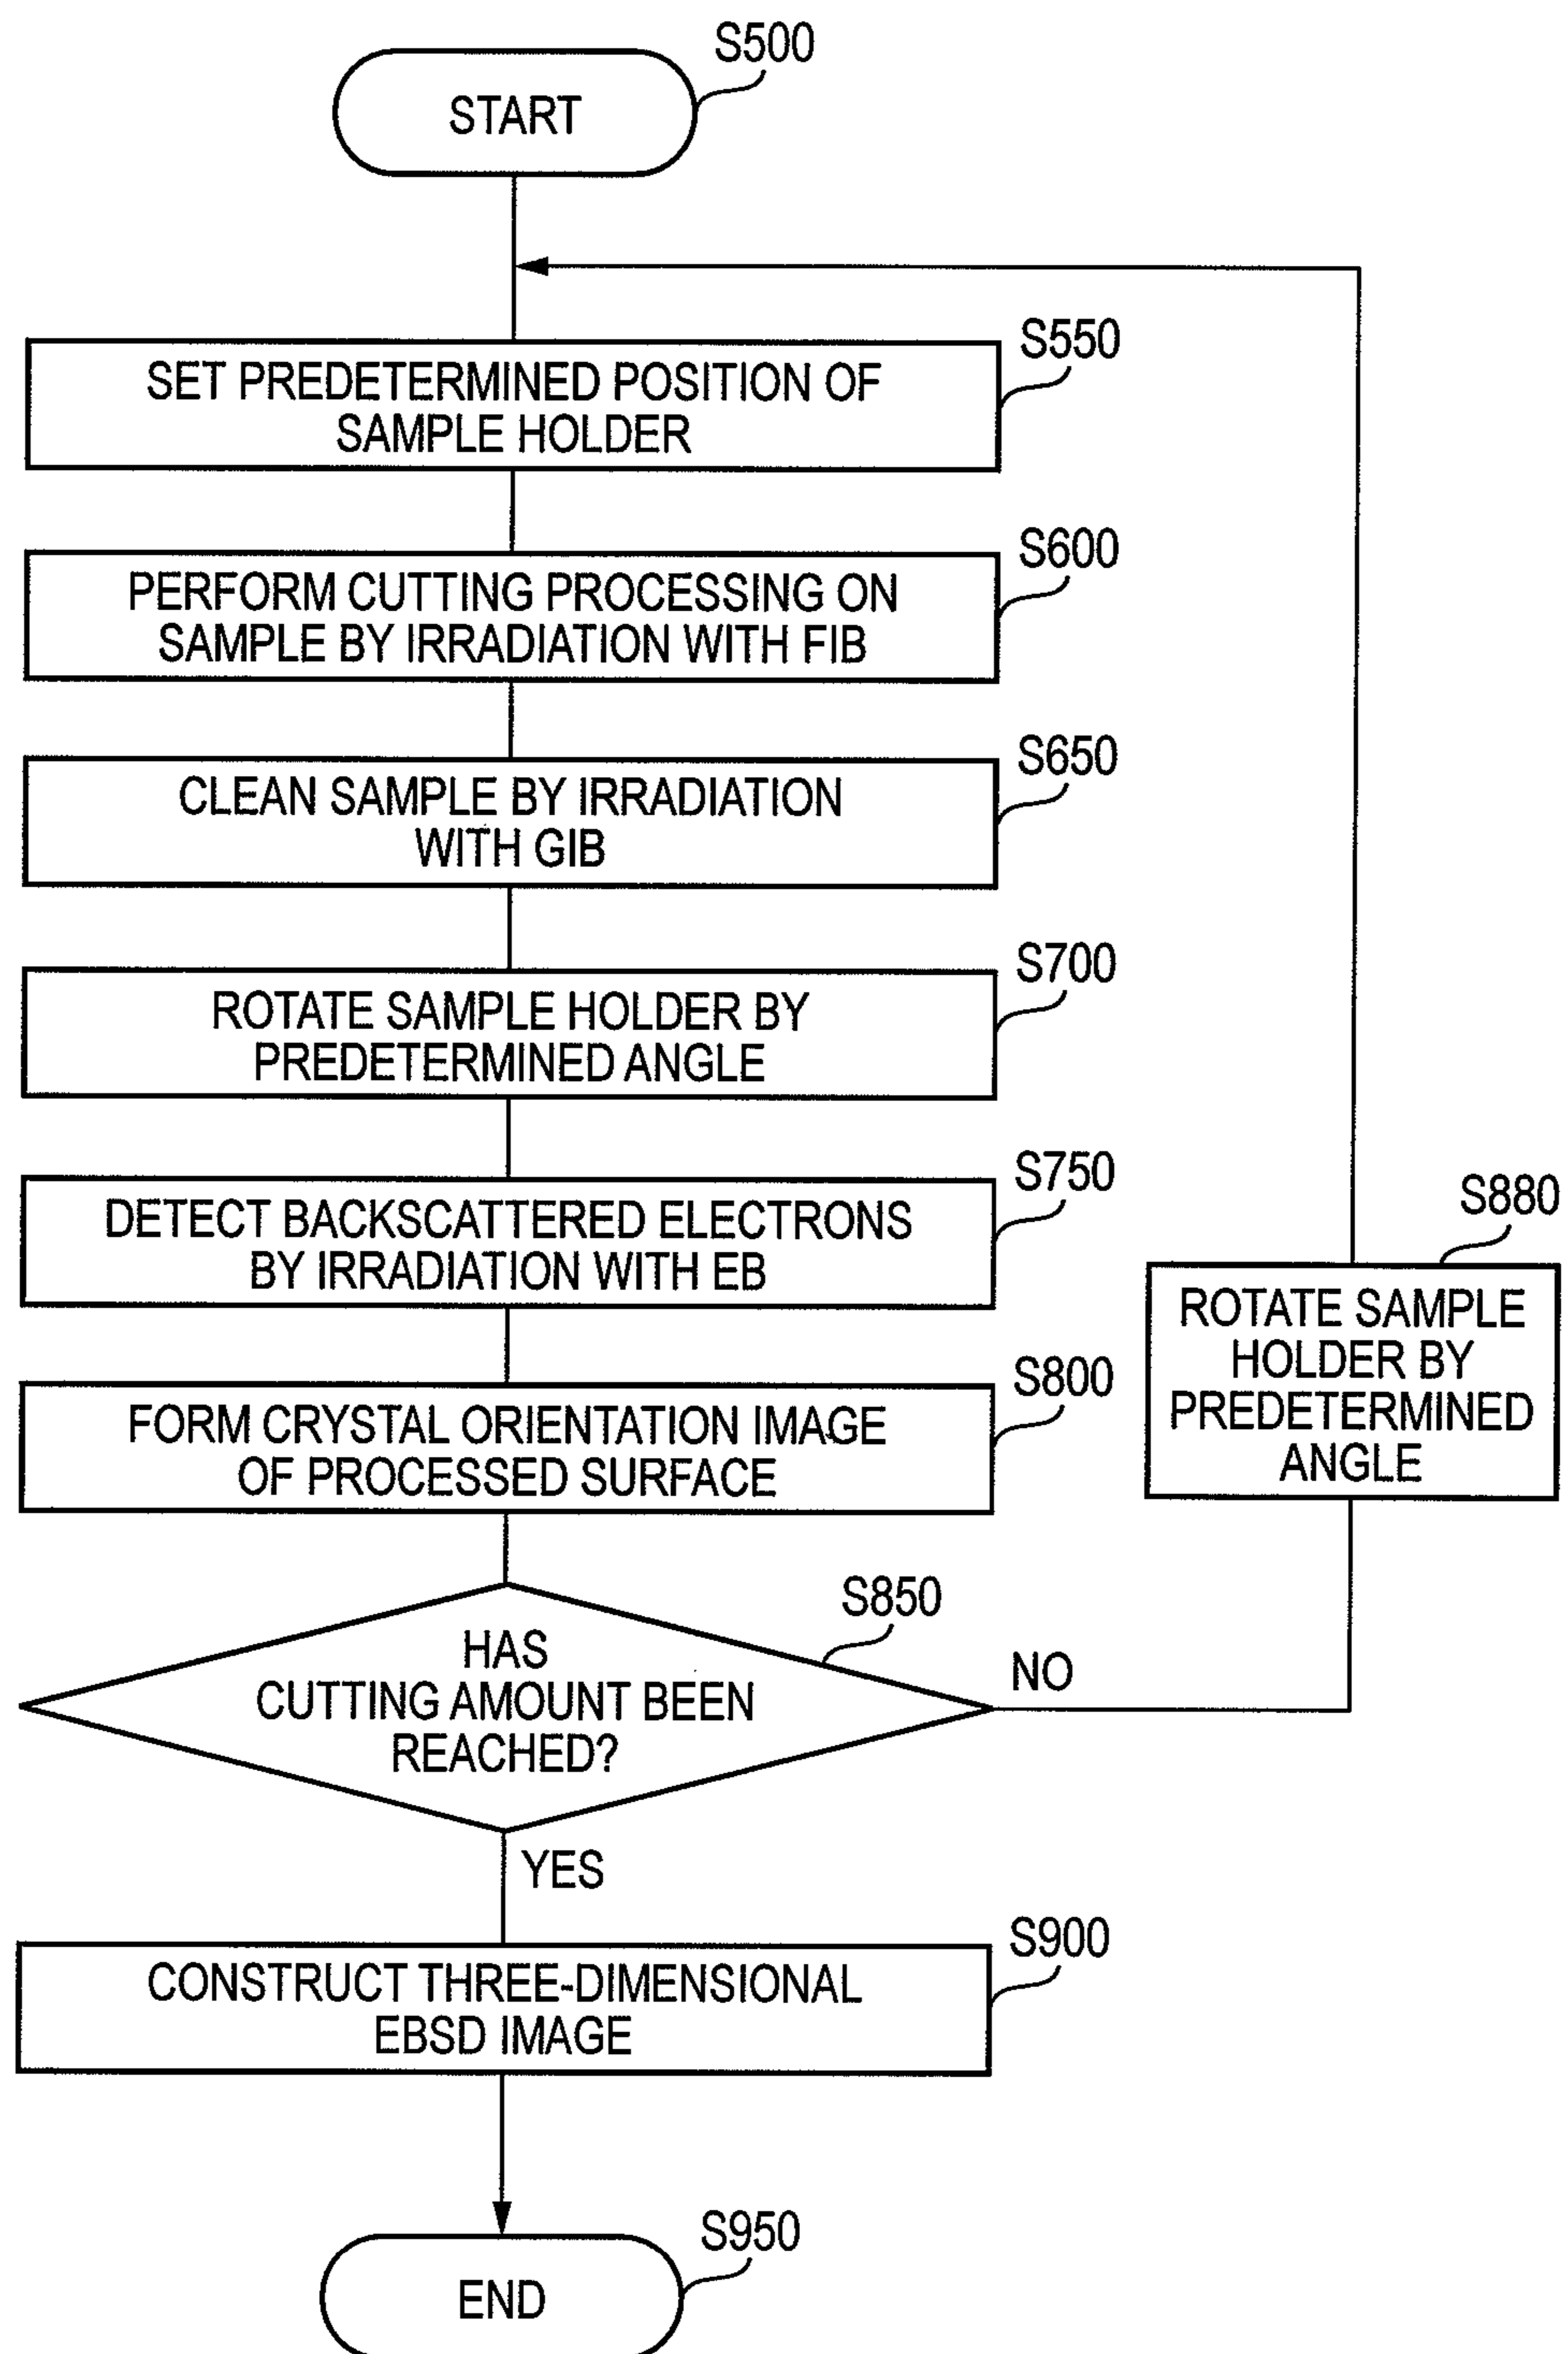 S500
START
S550
SET PREDETERMINED POSITION OF
SAMPLE HOLDER
S600
PERFORM CUTTING PROCESSING ON
SAMPLE BY IRRADIATION WITH FIB
S650
CLEAN SAMPLE BY IRRADIATION
WITH GIB
S700
ROTATE SAMPLE HOLDER BY
PREDETERMINED ANGLE
S750
DETECT BACKSCATTERED ELECTRONS
BY IRRADIATION WITH EB
S880
ROTATE SAMPLE
HOLDER BY
PREDETERMINED
ANGLE
S800
FORM CRYSTAL ORIENTATION IMAGE
OF PROCESSED SURFACE
S850
HAS
CUTTING AMOUNT BEEN
REACHED?
NO
YES
S900
CONSTRUCT THREE-DIMENSIONAL
EBSD IMAGE
S950
END